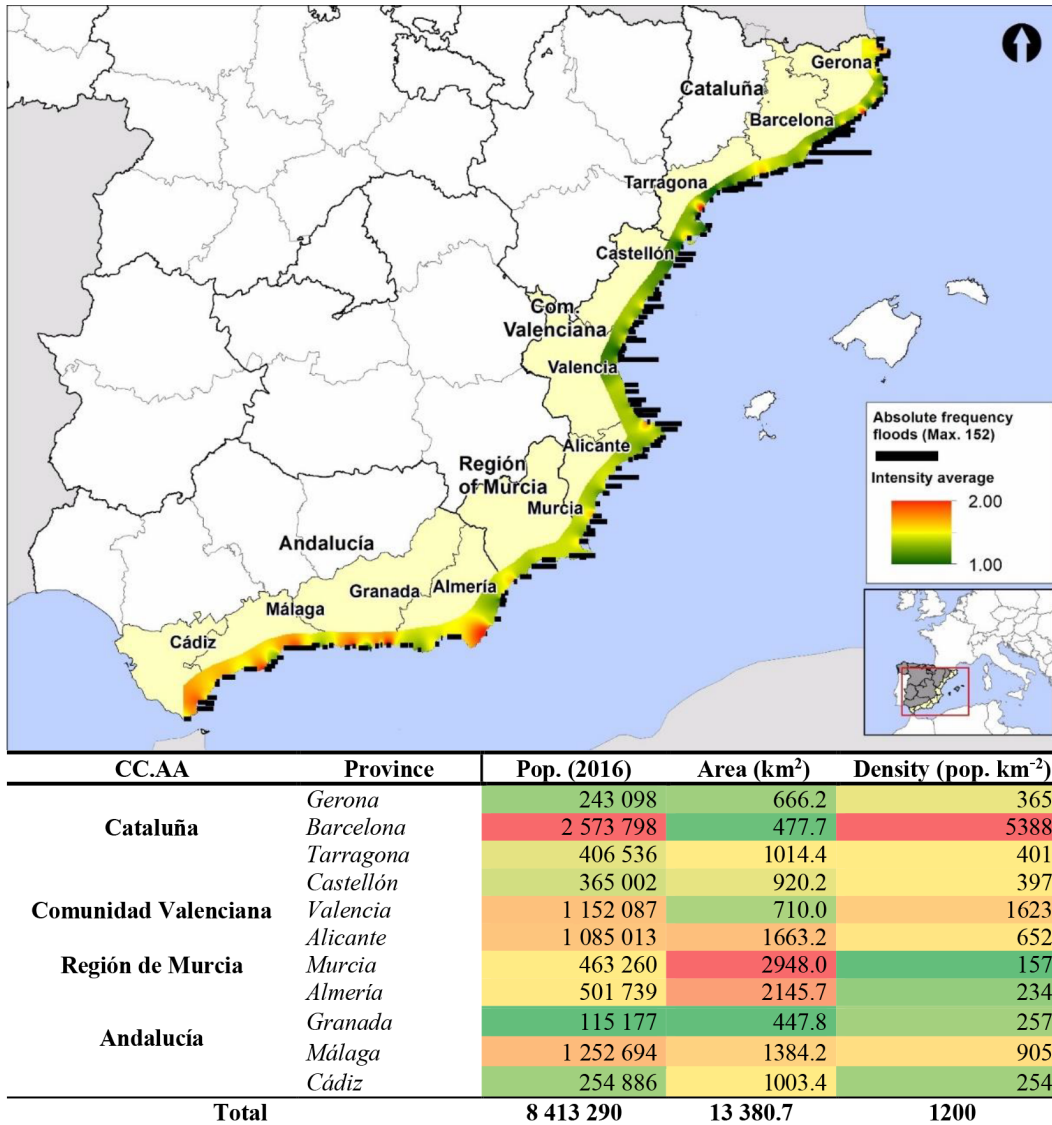 Gerona
Cataluña
Barcelona
Tarragona
Castellón
Com.
Valenciana
Valencia
Absolute frequency
floods (Max. 152)
Alicante
Intensity average
Región
of Murcia
2.00
Murcia
Andalucía
1.00
Almería
Granada
Málaga
Cádiz
CC.AA Province Pop. (2016) Area (km²) Density (pop. km⁻²)
Gerona 243 098 666.2 365
Cataluña Barcelona 2 573 798 477.7 5388
Tarragona 406 536 1014.4 401
Castellón 365 002 920.2 397
Comunidad Valenciana Valencia 1 152 087 710.0 1623
Alicante 1 085 013 1663.2 652
Región de Murcia Murcia 463 260 2948.0 157
Almería 501 739 2145.7 234
Andalucía Granada 115 177 447.8 257
Málaga 1 252 694 1384.2 905
Cádiz 254 886 1003.4 254
Total 8 413 290 13 380.7 1200